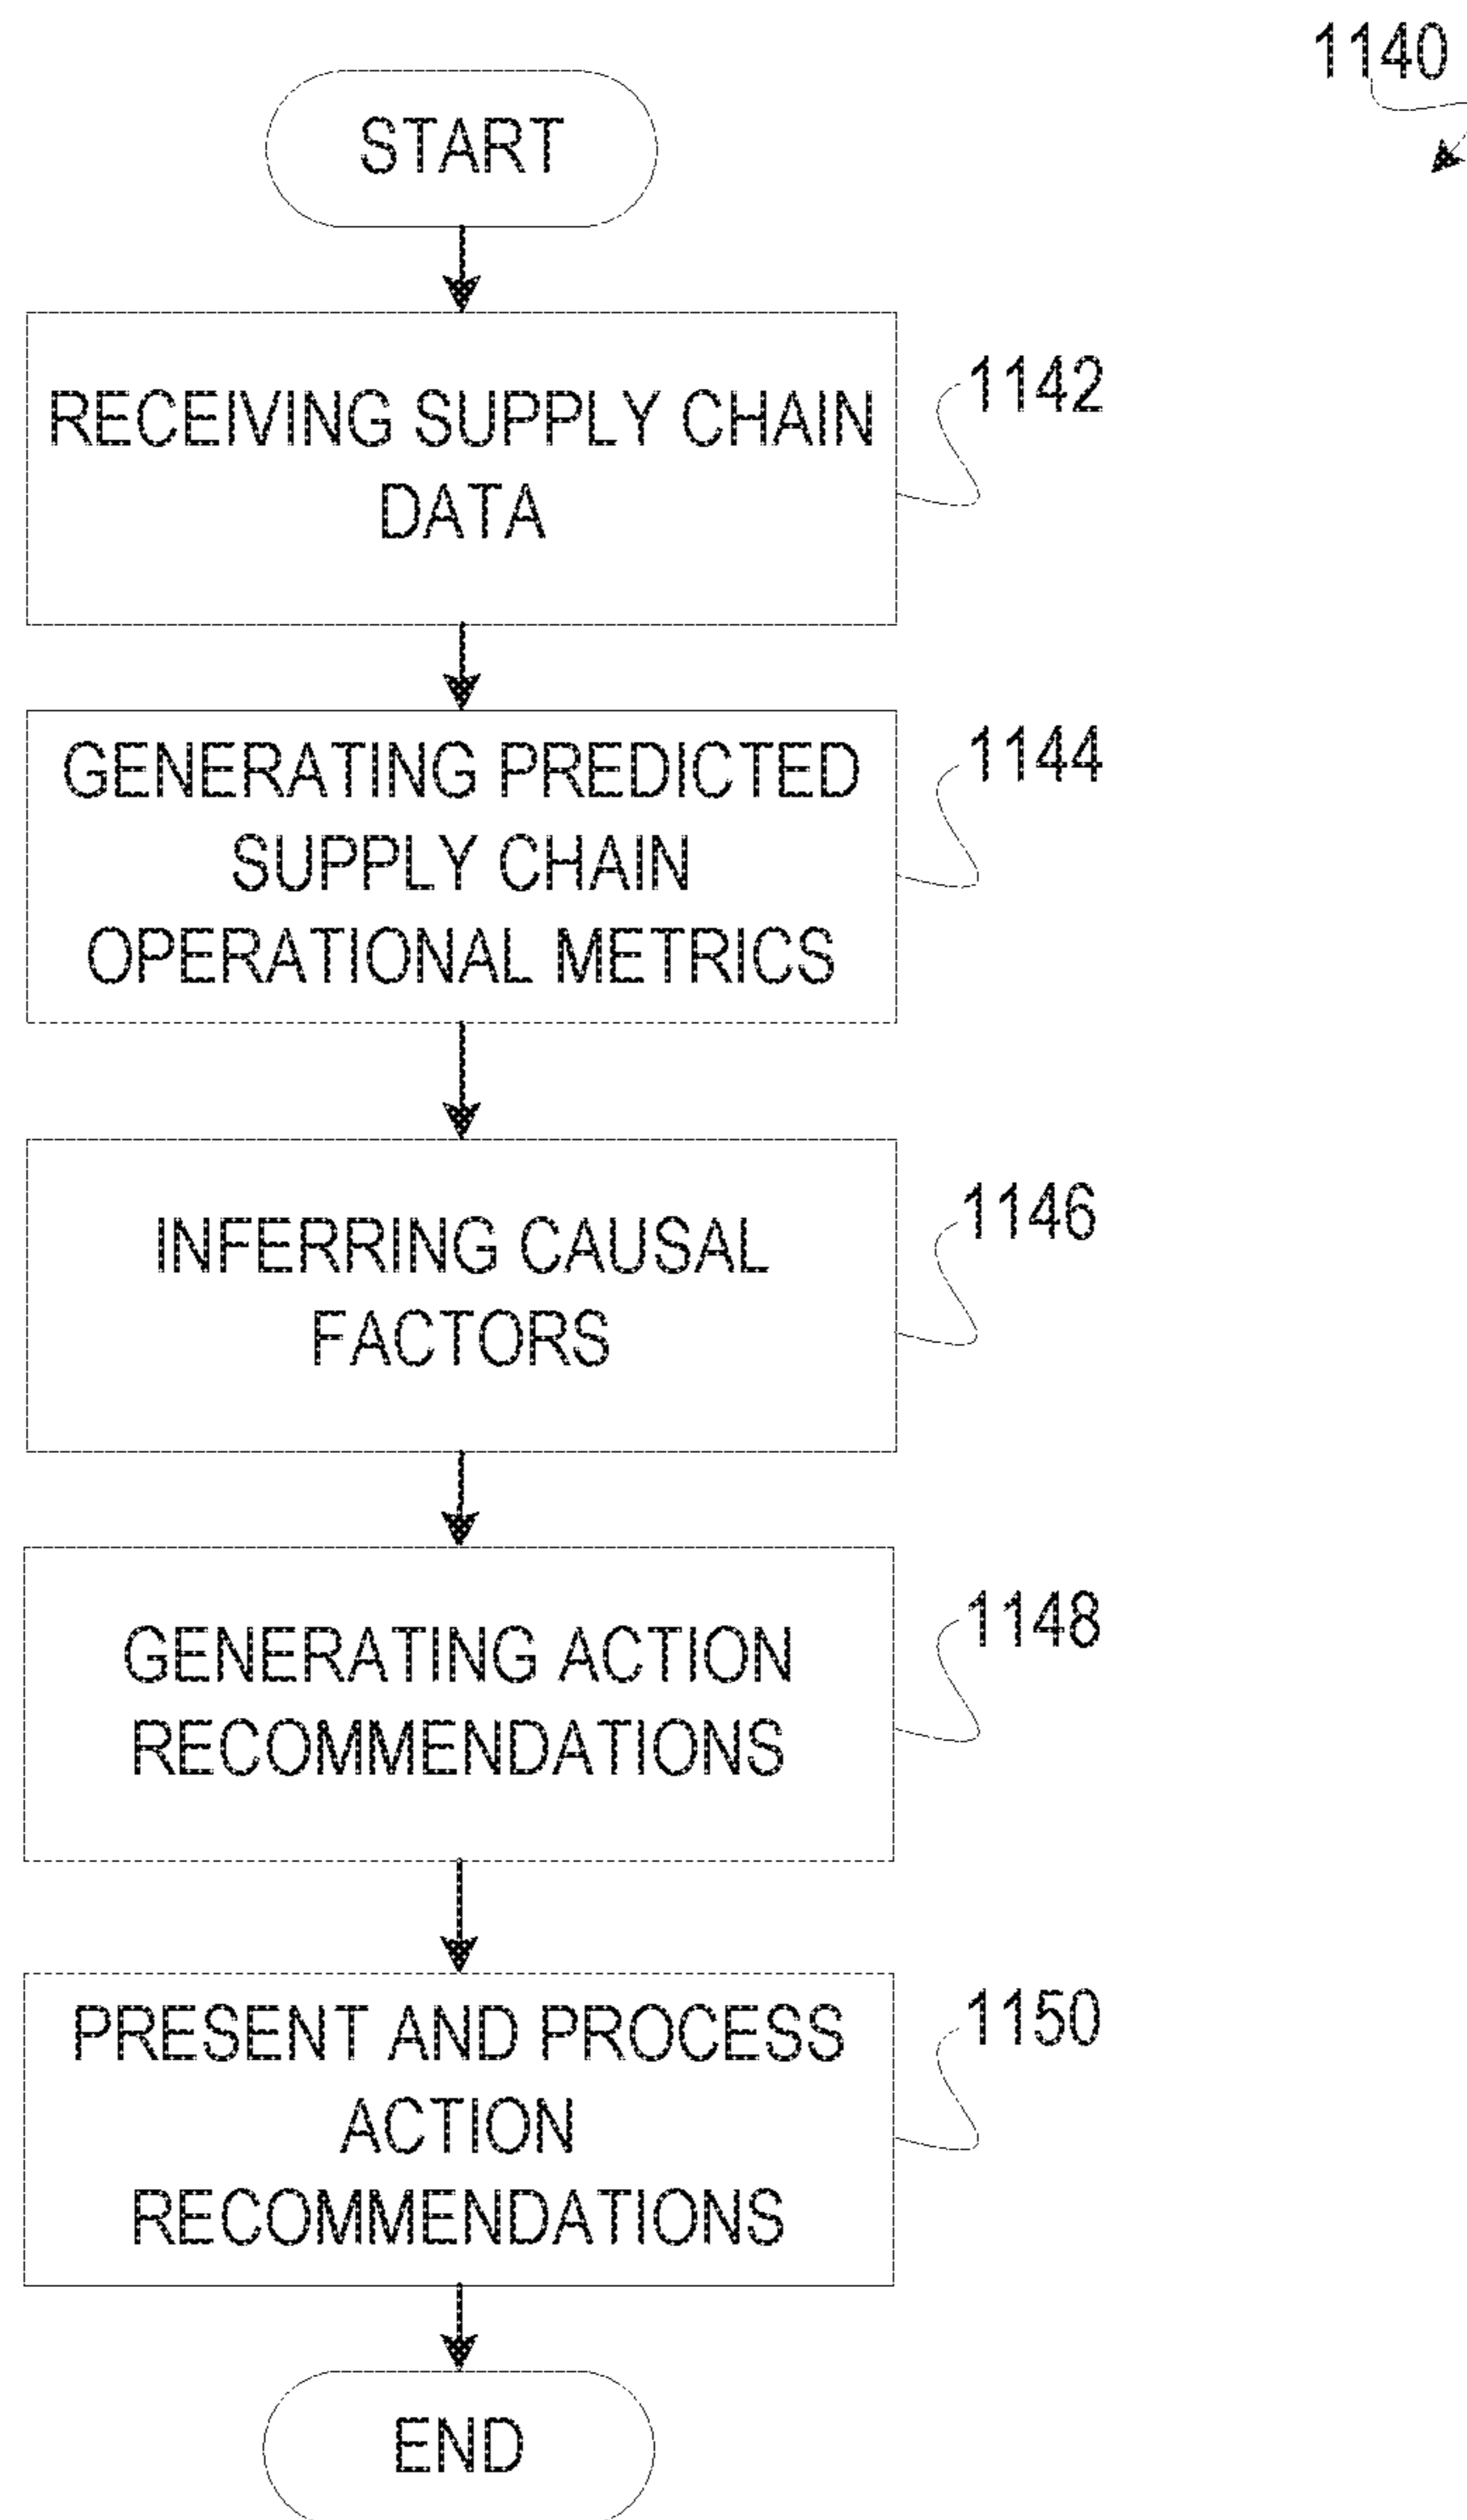 1140
START
RECEIVING SUPPLY CHAIN
DATA
1142
GENERATING PREDICTED
SUPPLY CHAIN
OPERATIONAL METRICS
1144
INFERRING CAUSAL
FACTORS
1146
GENERATING ACTION
RECOMMENDATIONS
1148
PRESENT AND PROCESS
ACTION
RECOMMENDATIONS
1150
END